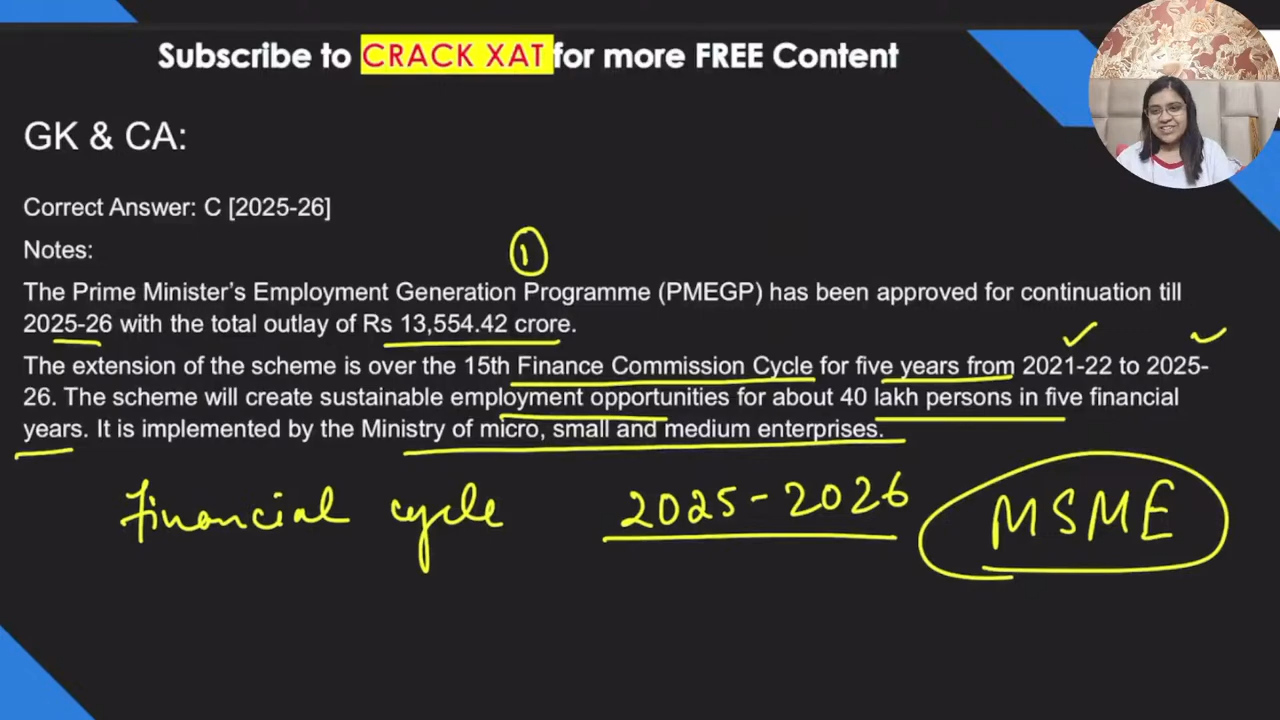 Subscribe to CRACK XAT for more FREE Content
GK & CA:
Correct Answer: C [2025-26]
Notes:
1
The Prime Minister’s Employment Generation Programme (PMEGP) has been approved for continuation till
2025-26 with the total outlay of Rs 13,554.42 crore.
The extension of the scheme is over the 15th Finance Commission Cycle for five years from 2021-22 to 2025-
26. The scheme will create sustainable employment opportunities for about 40 lakh persons in five financial
years. It is implemented by the Ministry of micro, small and medium enterprises.
financial cycle 2025-2026 MSME